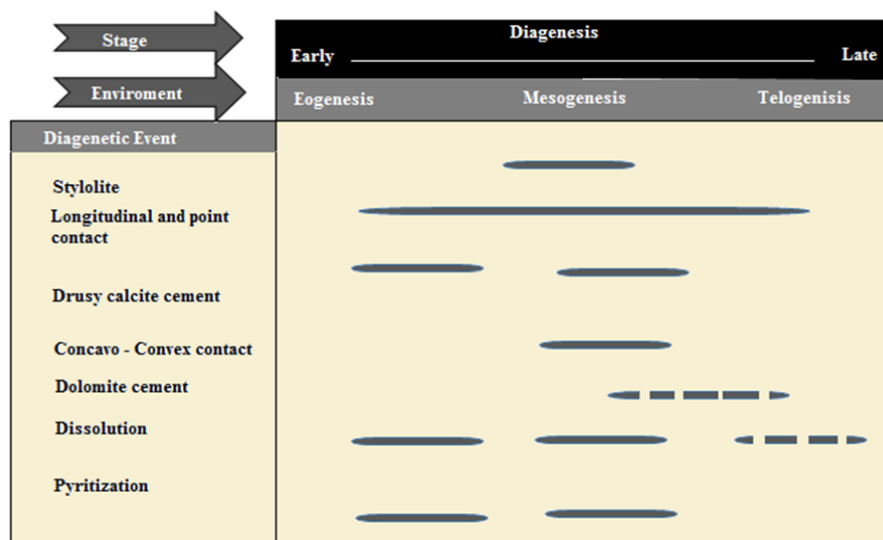 Stage
Diagenesis
Early
Late
Enviroment
Eogenesis
Mesogenesis
Telogenisis
Diagenetic Event
Stylolite
Longitudinal and point
contact
Drusy calcite cement
Concavo - Convex contact
Dolomite cement
Dissolution
Pyritization